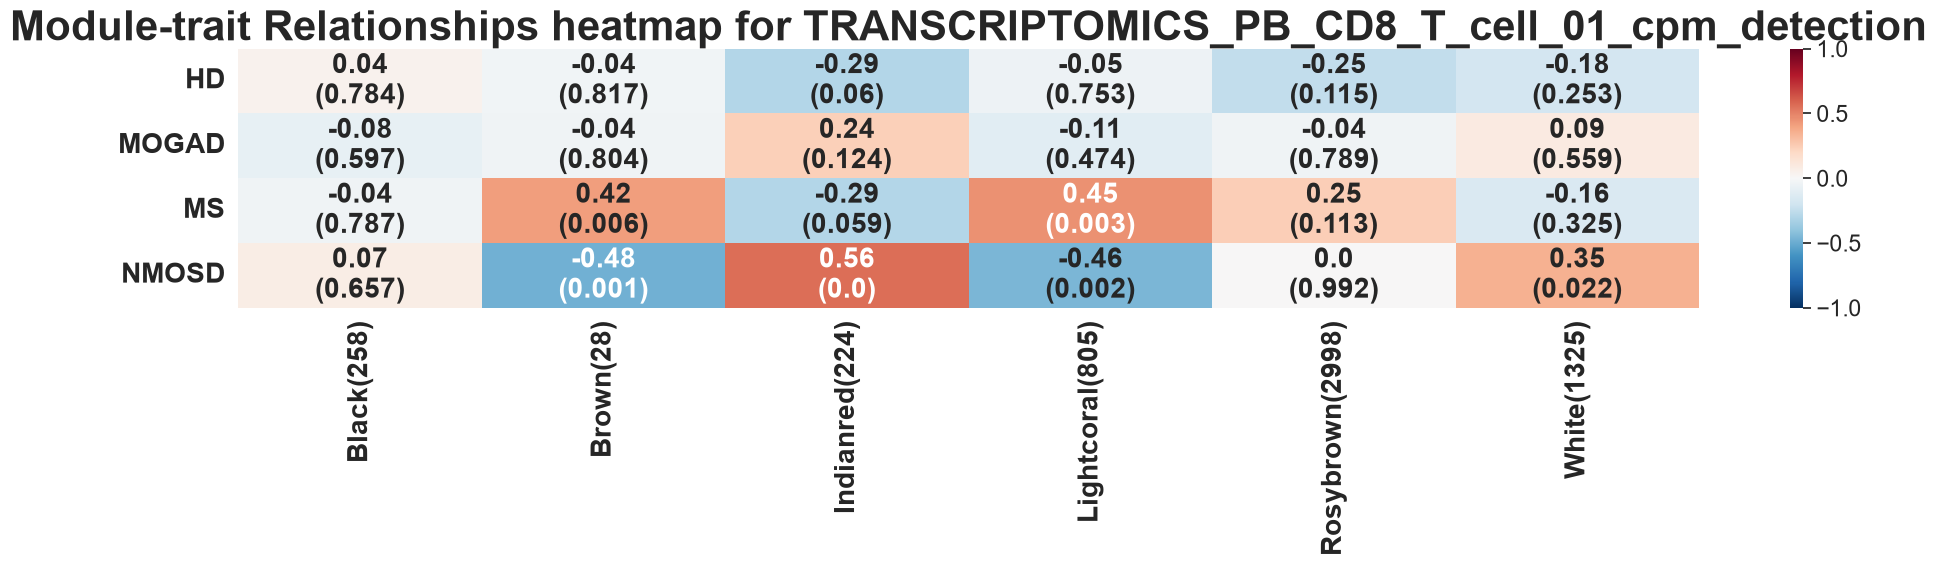 Module-trait Relationships heatmap for TRANSCRIPTOMICS_PB_CD8_T_cell_01_cpm_detection
HD
0.04 -0.04 -0.29 -0.05 -0.25 -0.18
(0.784) (0.817) (0.06) (0.753) (0.115) (0.253)
MOGAD
-0.08 -0.04 0.24 -0.11 -0.04 0.09
(0.597) (0.804) (0.124) (0.474) (0.789) (0.559)
MS
-0.04 0.42 -0.29 0.45 0.25 -0.16
(0.787) (0.006) (0.059) (0.003) (0.113) (0.325)
NMOSD
0.07 -0.48 0.56 -0.46 0.0 0.35
(0.657) (0.001) (0.0) (0.002) (0.992) (0.022)
Black(258)
Brown(28)
Indianred(224)
Lightcoral(805)
Rosybrown(2998)
White(1325)
1.0
0.5
0.0
−0.5
−1.0